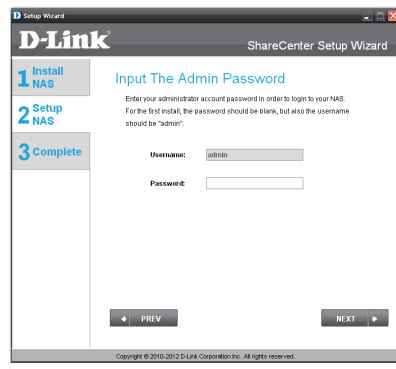 Setup Wizard
D-Link
ShareCenter Setup Wizard
1 Install NAS
2 Setup NAS
3 Complete
Input The Admin Password
Enter your administrator account password in order to login to your NAS.
For the first install, the password should be blank, but also the username
should be "admin".
Username: admin
Password:
PREV
NEXT
Copyright © 2010-2012 D-Link Corporation Inc. All rights reserved.